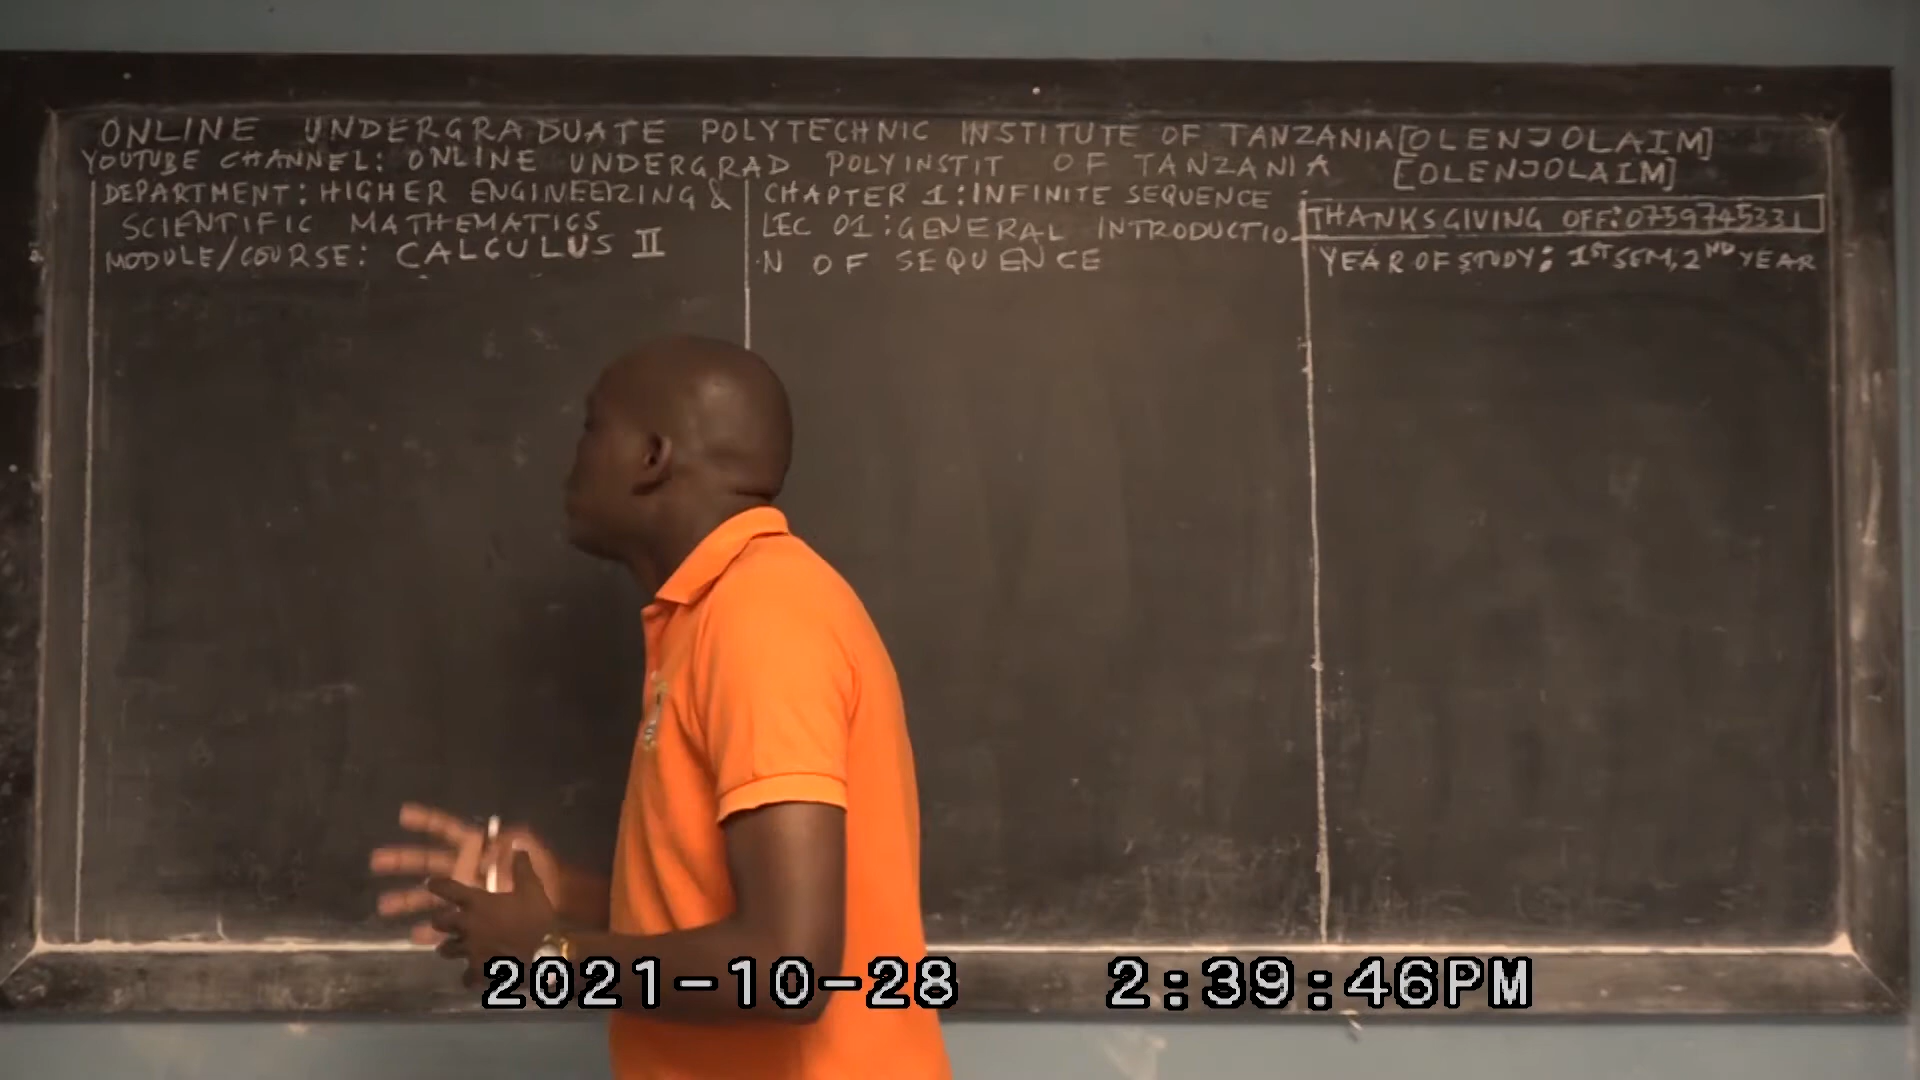 ONLINE UNDERGRADUATE POLYTECHNIC INSTITUTE OF TANZANIA[OLENJOLAIM]
YOUTUBE CHANNEL: ONLINE UNDERGRAD POLYINSTIT OF TANZANIA [OLENJOLAIM]
DEPARTMENT: HIGHER ENGINEERING &
SCIENTIFIC MATHEMATICS
MODULE/COURSE: CALCULUS II
CHAPTER 1: INFINITE SEQUENCE
LEC 01: GENERAL INTRODUCTIO-
N OF SEQUENCE
THANKSGIVING OFF: 0759745331
YEAR OF STUDY: 1ST SEM, 2ND YEAR
2021-10-28 2:39:46PM